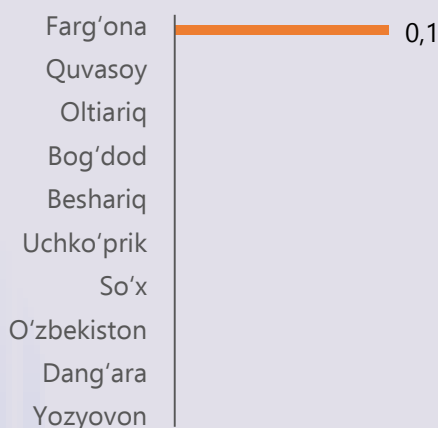 Farg‘ona 0,1
Quvasoy
Oltiariq
Bog‘dod
Beshariq
Uchko‘prik
So‘x
O‘zbekiston
Dang‘ara
Yozyovon